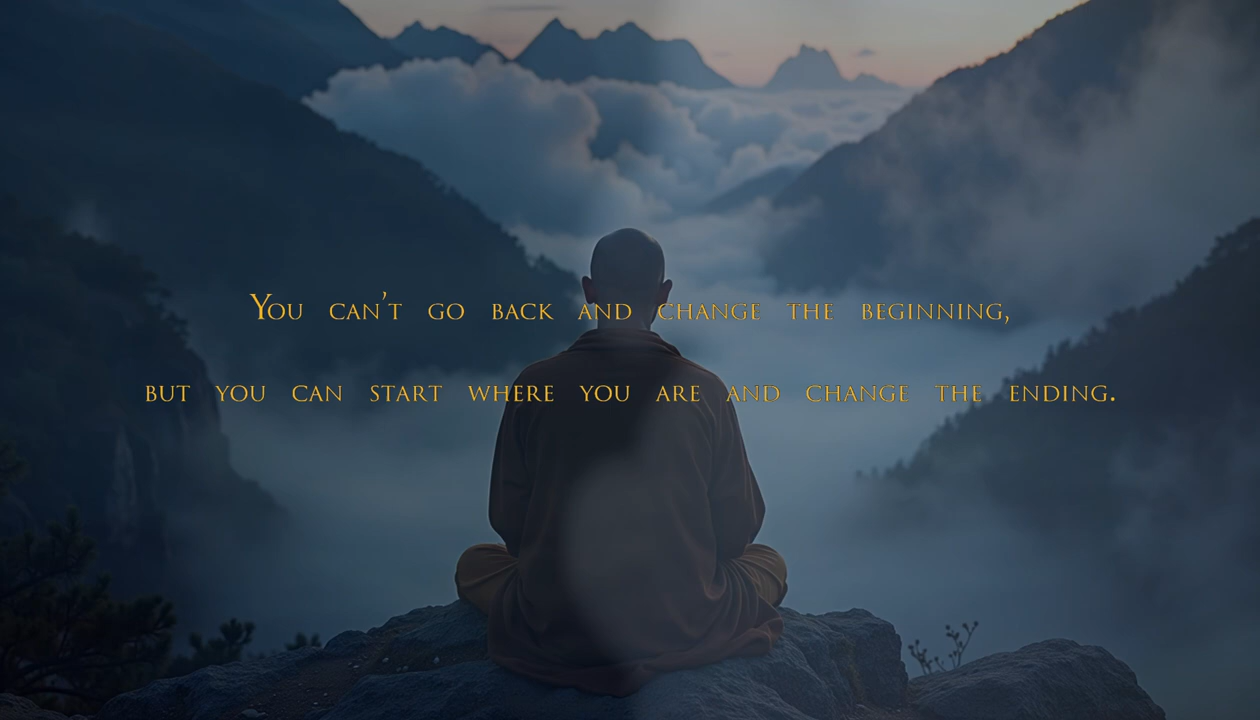 You can't go back and change the beginning,
but you can start where you are and change the ending.